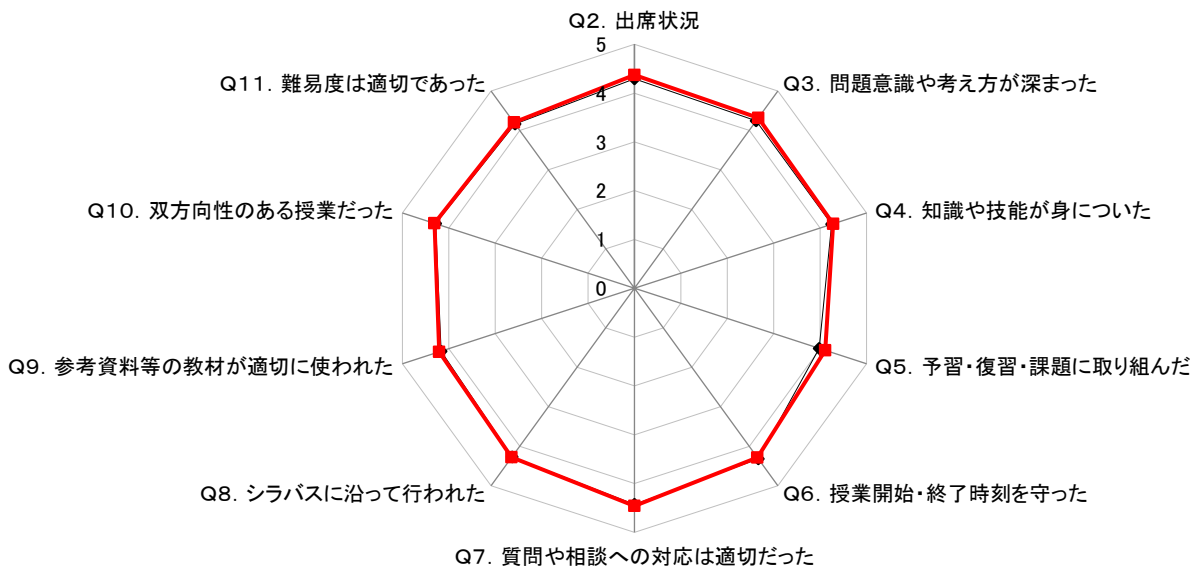 Q2. 出席状況
Q3. 問題意識や考え方が深まった
Q4. 知識や技能が身についた
Q5. 予習・復習・課題に取り組んだ
Q6. 授業開始・終了時刻を守った
Q7. 質問や相談への対応は適切だった
Q8. シラバスに沿って行われた
Q9. 参考資料等の教材が適切に使われた
Q10. 双方向性のある授業だった
Q11. 難易度は適切であった
5
4
3
2
1
0